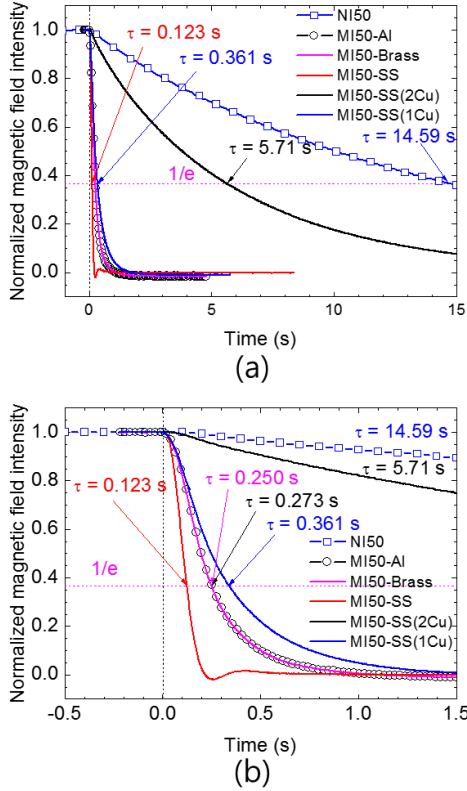 Normalized magnetic field intensity
1.0
0.8
0.6
0.4
0.2
0.0
τ = 0.123 s
τ = 0.361 s
τ = 5.71 s
τ = 14.59 s
1/e
NI50
MI50-Al
MI50-Brass
MI50-SS
MI50-SS(2Cu)
MI50-SS(1Cu)
0
5
10
15
Time (s)
(a)
Normalized magnetic field intensity
1.0
0.8
0.6
0.4
0.2
0.0
τ = 14.59 s
τ = 5.71 s
τ = 0.123 s
τ = 0.250 s
τ = 0.273 s
τ = 0.361 s
1/e
NI50
MI50-Al
MI50-Brass
MI50-SS
MI50-SS(2Cu)
MI50-SS(1Cu)
-0.5
0.0
0.5
1.0
1.5
Time (s)
(b)